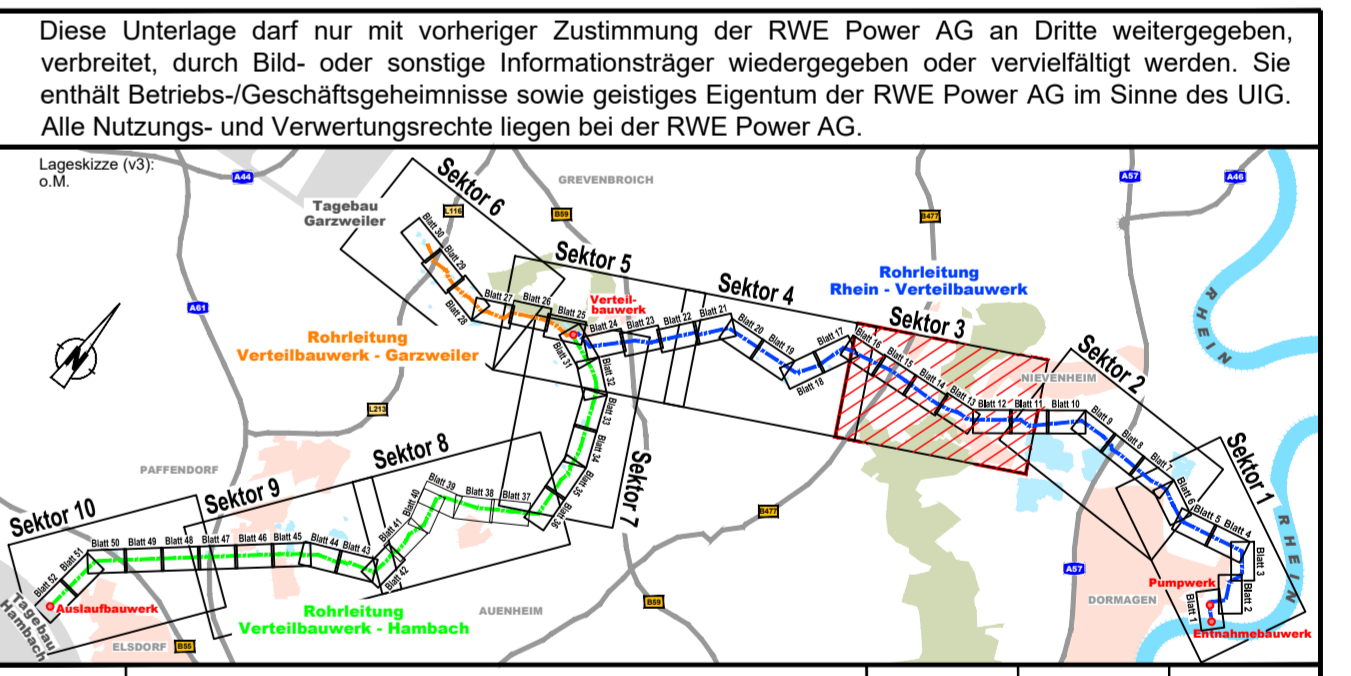 Diese Unterlage darf nur mit vorheriger Zustimmung der RWE Power AG an Dritte weitergegeben,
verbreitet, durch Bild- oder sonstige Informationsträger wiedergegeben oder vervielfältigt werden. Sie
enthält Betriebs-/Geschäftsgeheimnisse sowie geistiges Eigentum der RWE Power AG im Sinne des UIG.
Alle Nutzungs- und Verwertungsrechte liegen bei der RWE Power AG.
Lageskizze (v3):
o.M.
A44
Tagebau
Garzweiler
Sektor 6
L116
GREVENBROICH
B59
B477
A57
A46
Blatt 30
Blatt 29
Blatt 28
Blatt 27
Blatt 26
Blatt 25
Sektor 5
Verteil-
bauwerk
Blatt 24
Blatt 23
Blatt 22
Blatt 21
Sektor 4
Rohrleitung
Rhein - Verteilbauwerk
Blatt 20
Blatt 19
Blatt 18
Blatt 17
Sektor 3
Blatt 16
Blatt 15
Blatt 14
Blatt 13
Blatt 12
Blatt 11
NIEVENHEIM
Sektor 2
Blatt 10
Blatt 9
Blatt 8
Blatt 7
RHEIN
Sektor 1
Blatt 6
Blatt 5
Blatt 4
Blatt 3
Blatt 2
Blatt 1
RHEIN
Pumpwerk
Entnahmebauwerk
DORMAGEN
A57
A61
N
Rohrleitung
Verteilbauwerk - Garzweiler
L213
Blatt 31
Blatt 32
Blatt 33
Blatt 34
Blatt 35
Blatt 36
Sektor 7
B477
B59
PAFFENDORF
Sektor 8
Blatt 37
Blatt 38
Blatt 39
Blatt 40
Blatt 41
Blatt 42
Sektor 9
Blatt 43
Blatt 44
Blatt 45
Blatt 46
Blatt 47
Sektor 10
Blatt 48
Blatt 49
Blatt 50
Blatt 51
Blatt 52
Auslaufbauwerk
Tagebau
Hambach
Rohrleitung
Verteilbauwerk - Hambach
AUENHEIM
ELSDORF
B55